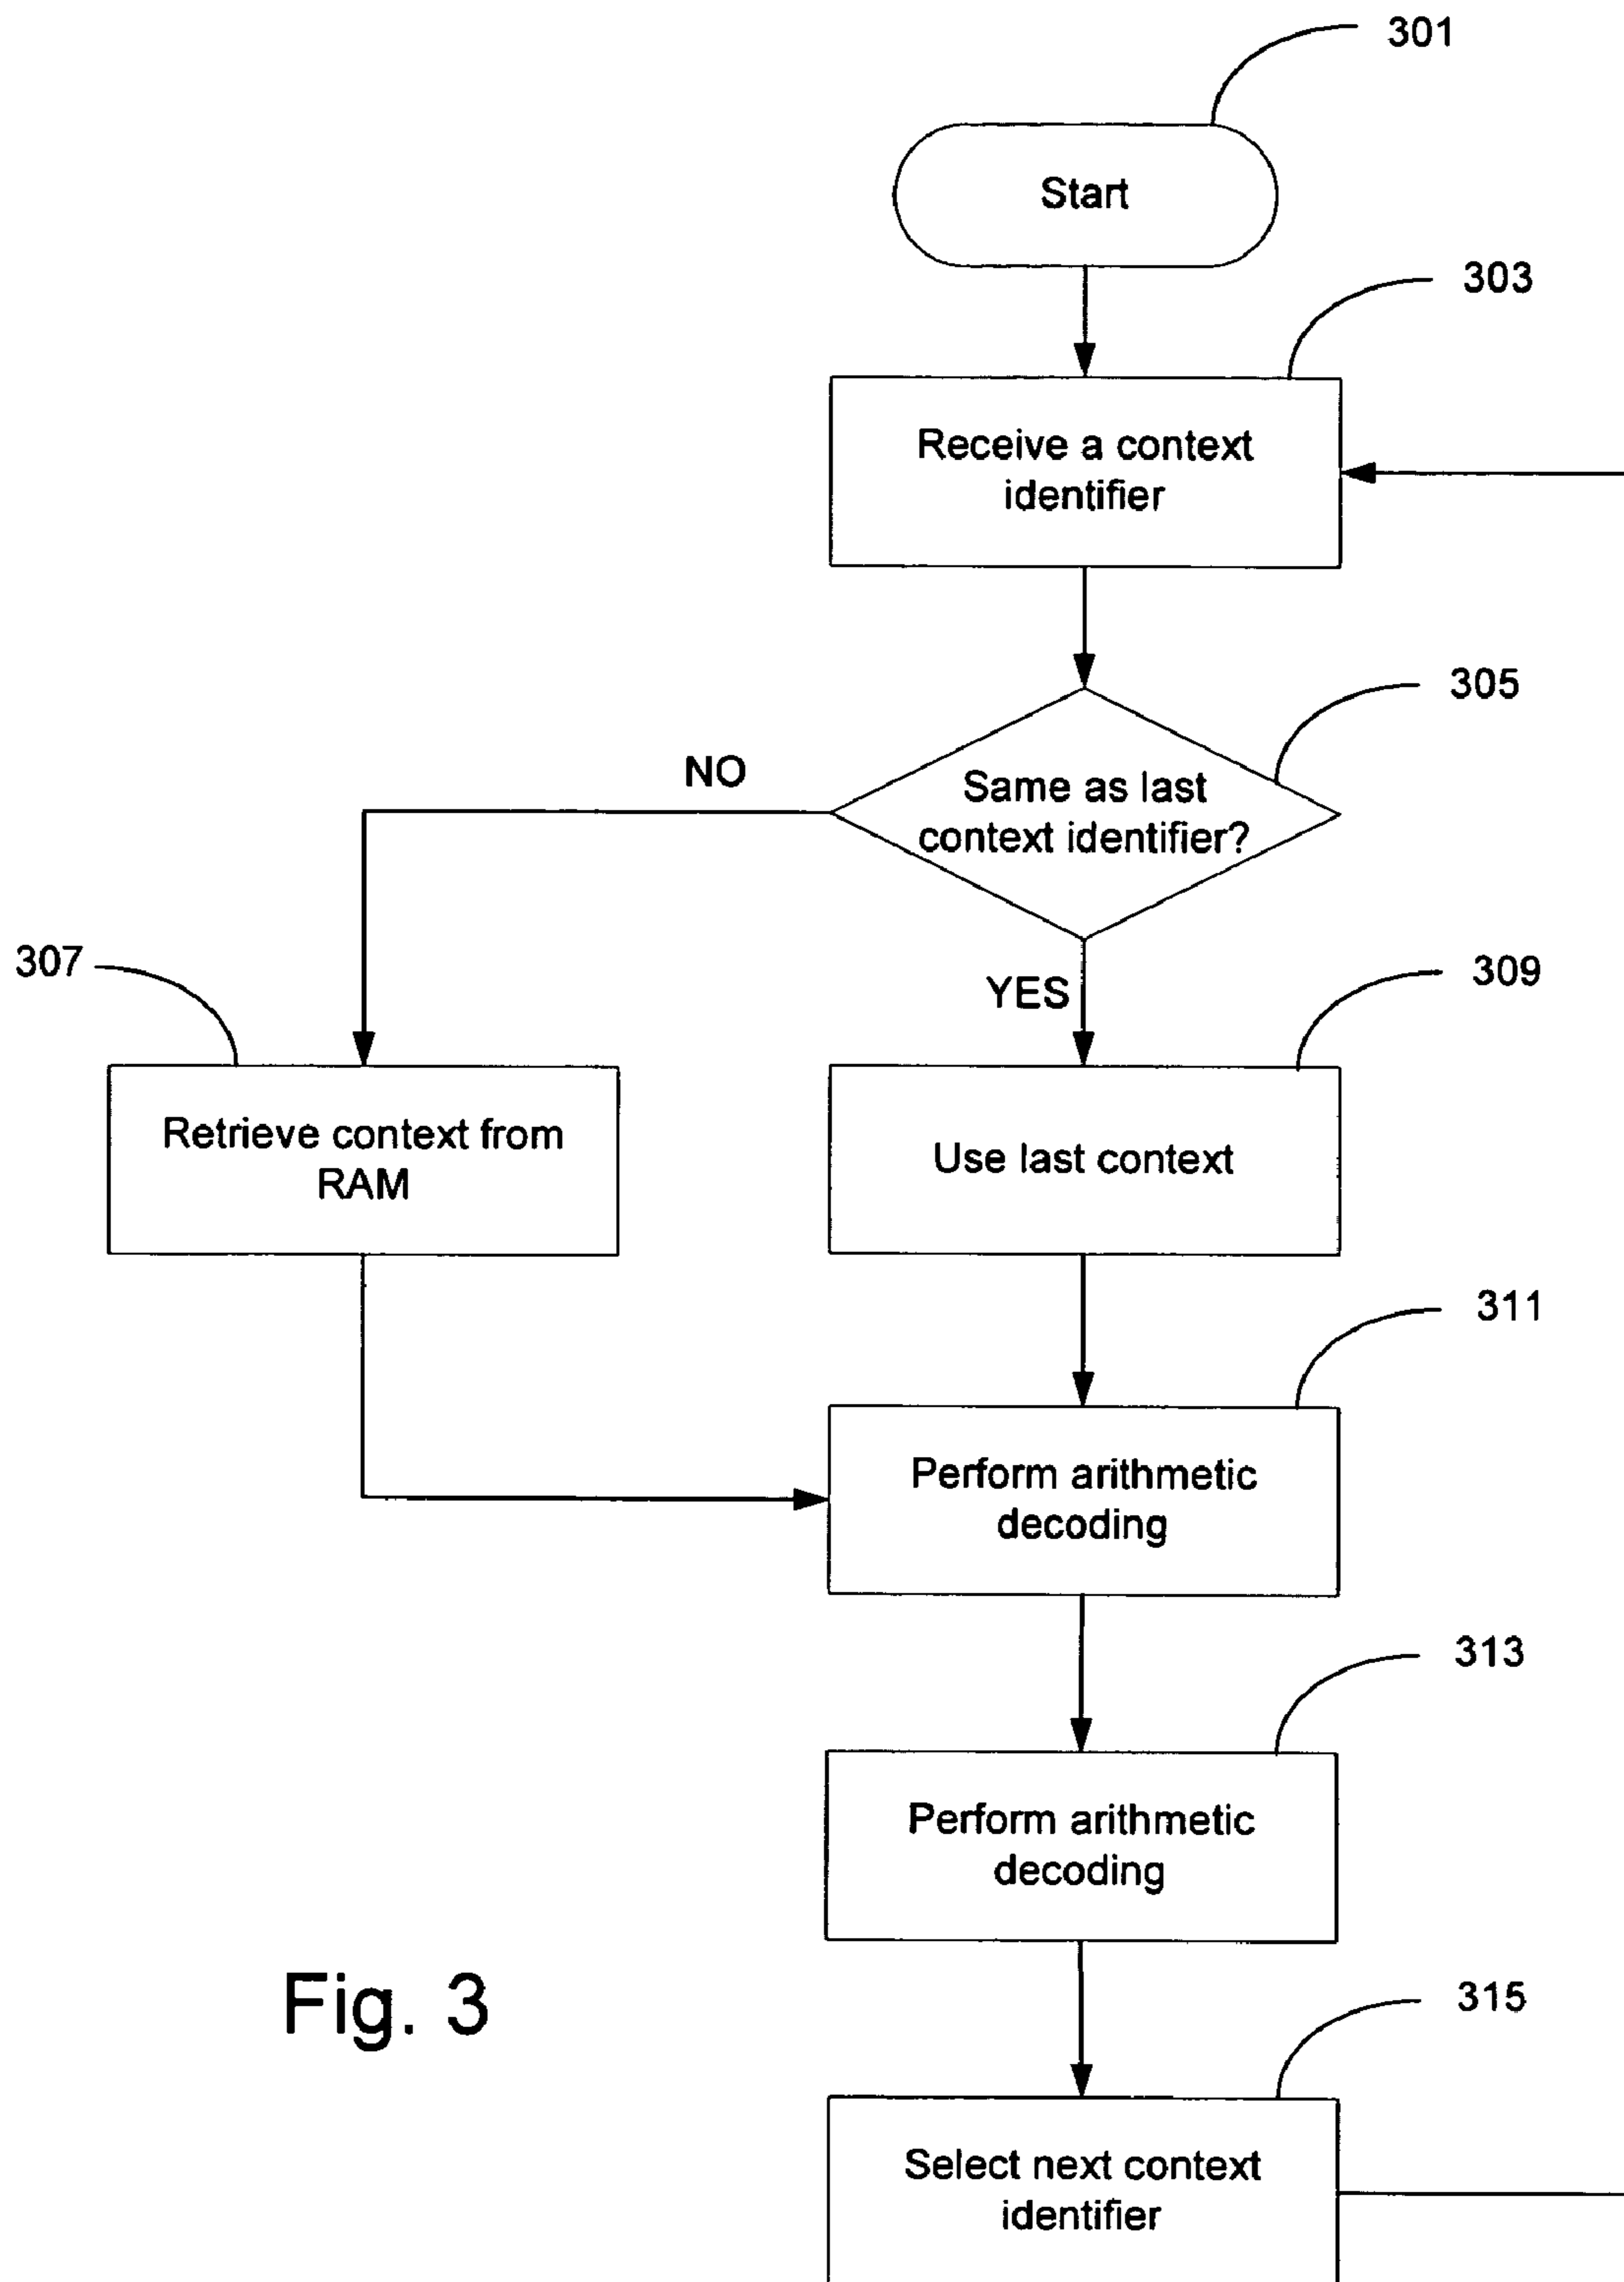 301
Start
303
Receive a context
identifier
305
Same as last
context identifier?
NO
YES
307
309
Retrieve context from
RAM
Use last context
311
Perform arithmetic
decoding
313
Perform arithmetic
decoding
315
Select next context
identifier
Fig. 3